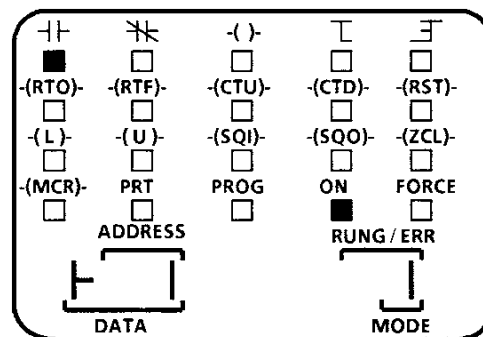 -( )-
-(RTO)- -(RTF)- -(CTU)- -(CTD)- -(RST)-
-( L )- -( U )- -(SQI)- -(SQO)- -(ZCL)-
-(MCR)- PRT PROG ON FORCE
ADDRESS RUNG / ERR
DATA MODE